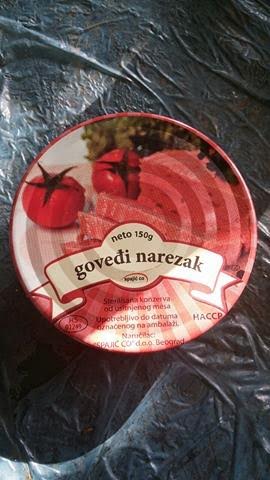 neto 150g
goveđi narezak
spajić co
Sterilisana konzerva
od usitnjenog mesa
Upotrebljivo do datuma
označenog na ambalaži.
HACCP
Naručilac:
"SPAJIĆ CO" d.o.o. Beograd